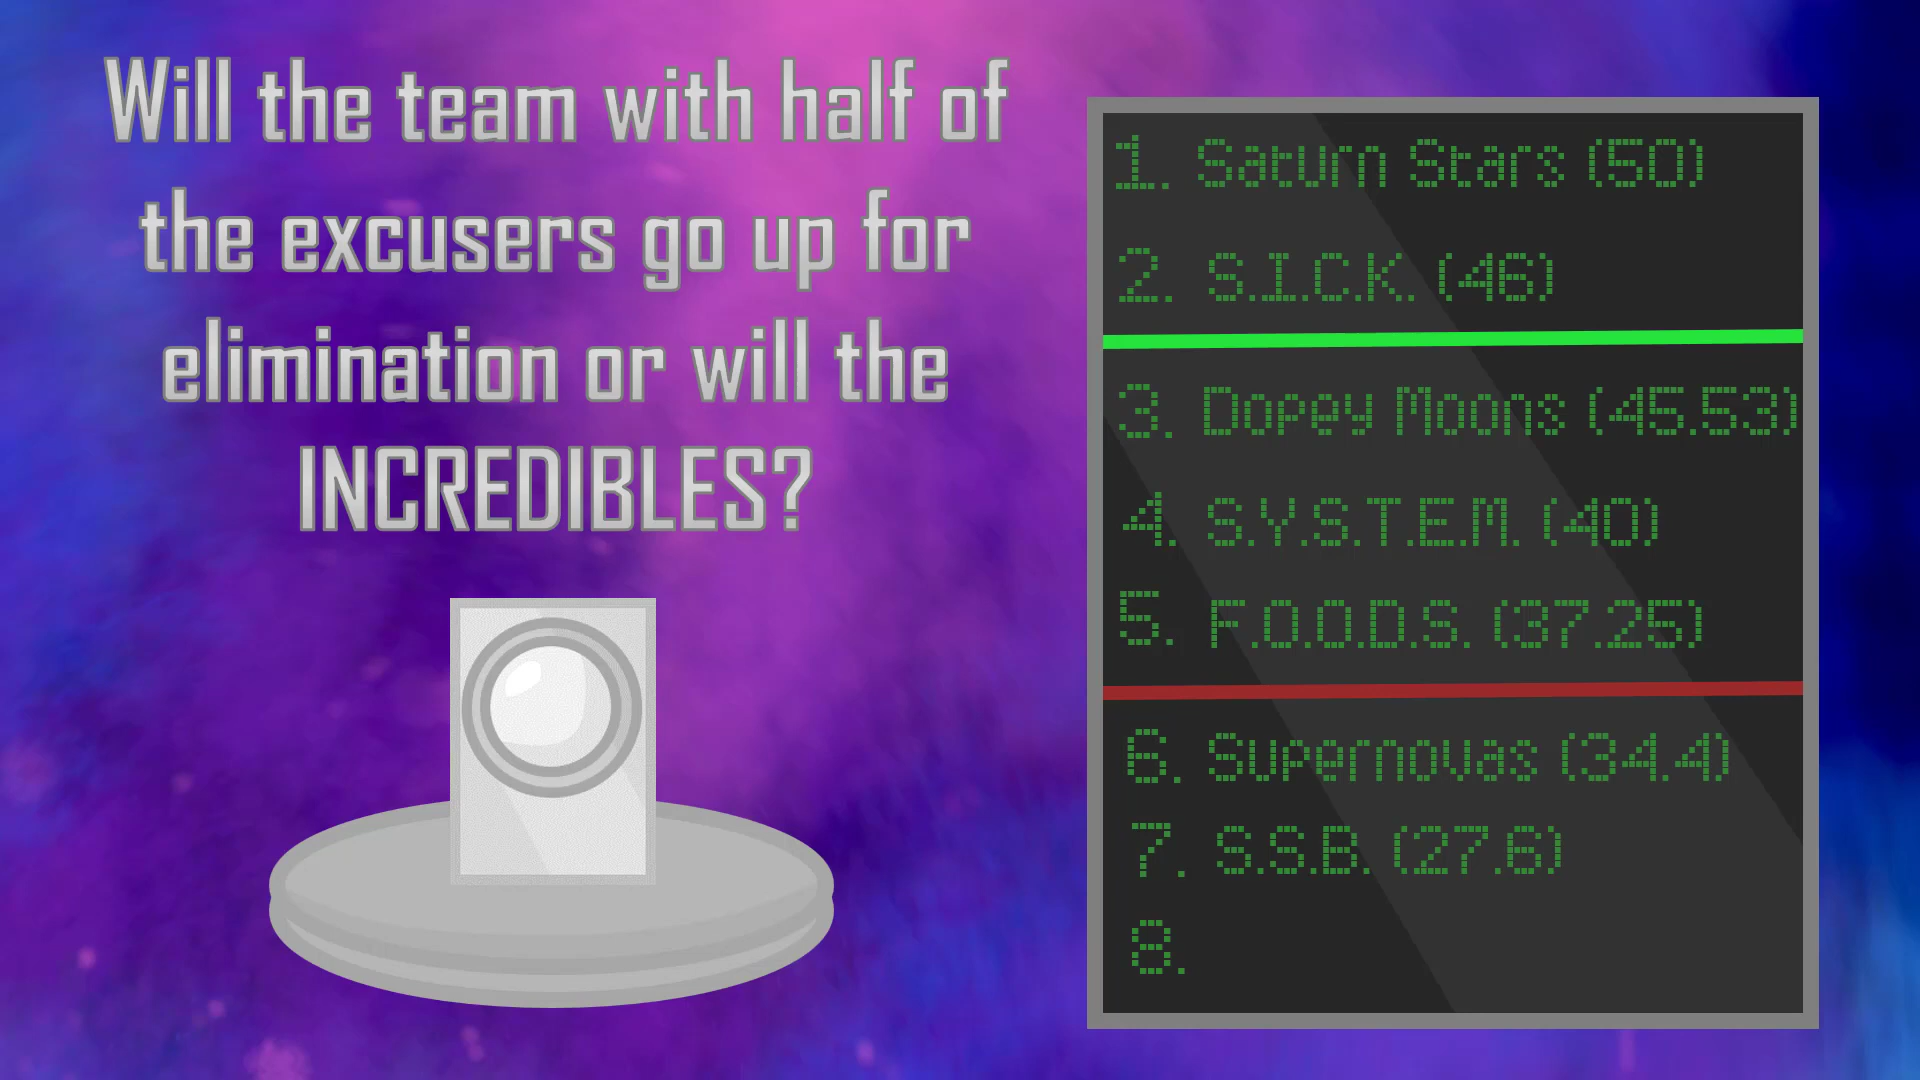 Will the team with half of
the excusers go up for
elimination or will the
INCREDIBLES?
1. Saturn Stars (50)
2. S.I.C.K. (46)
3. Dopey Moons (45.53)
4. S.Y.S.T.E.M. (40)
5. F.O.O.D.S. (37.25)
6. Supernovas (34.4)
7. S.S.B. (27.6)
8.